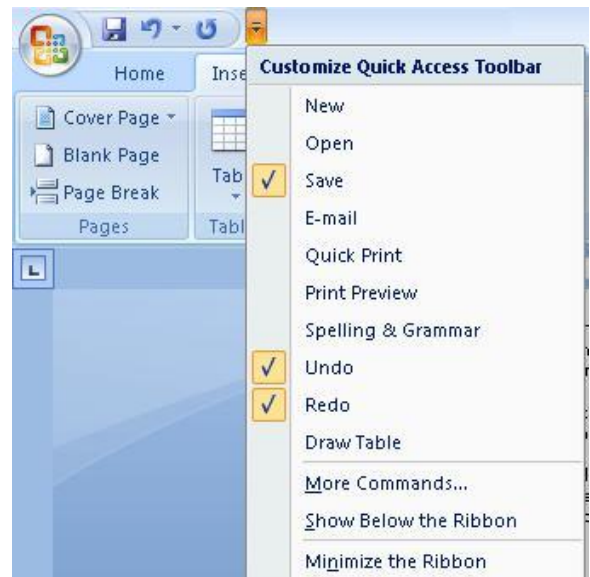 Home
Inse
Customize Quick Access Toolbar
Cover Page
Blank Page
Page Break
Pages
Tab
Tabl
L
New
Open
Save
E-mail
Quick Print
Print Preview
Spelling & Grammar
Undo
Redo
Draw Table
More Commands...
Show Below the Ribbon
Minimize the Ribbon